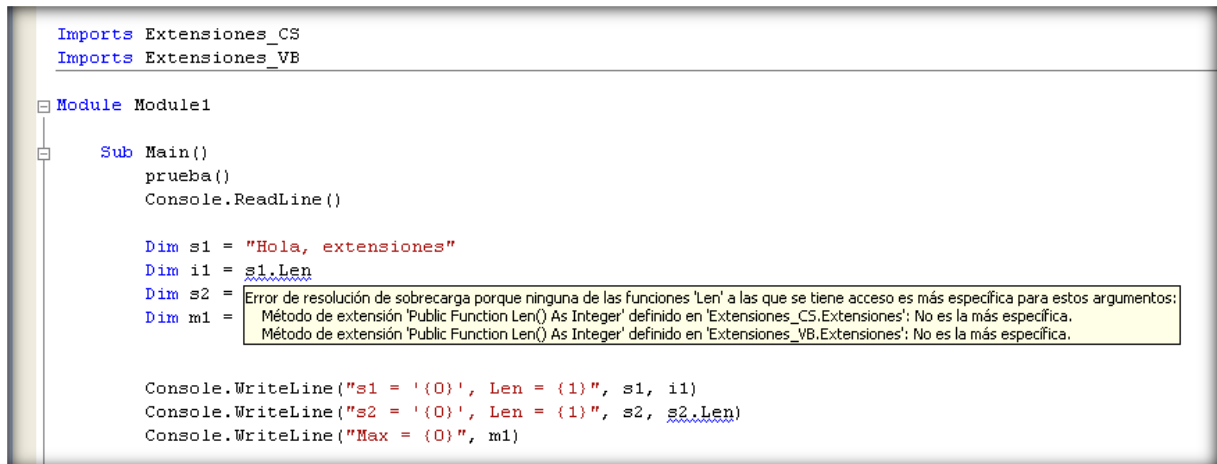 Imports Extensiones_CS
Imports Extensiones_VB
Module Module1
Sub Main()
prueba()
Console.ReadLine()
Dim s1 = "Hola, extensiones"
Dim i1 = s1.Len
Dim s2 =
Dim m1 =
Error de resolución de sobrecarga porque ninguna de las funciones 'Len' a las que se tiene acceso es más específica para estos argumentos:
Método de extensión 'Public Function Len() As Integer' definido en 'Extensiones_CS.Extensiones': No es la más específica.
Método de extensión 'Public Function Len() As Integer' definido en 'Extensiones_VB.Extensiones': No es la más específica.
Console.WriteLine("s1 = '{0}', Len = {1}", s1, i1)
Console.WriteLine("s2 = '{0}', Len = {1}", s2, s2.Len)
Console.WriteLine("Max = {0}", m1)